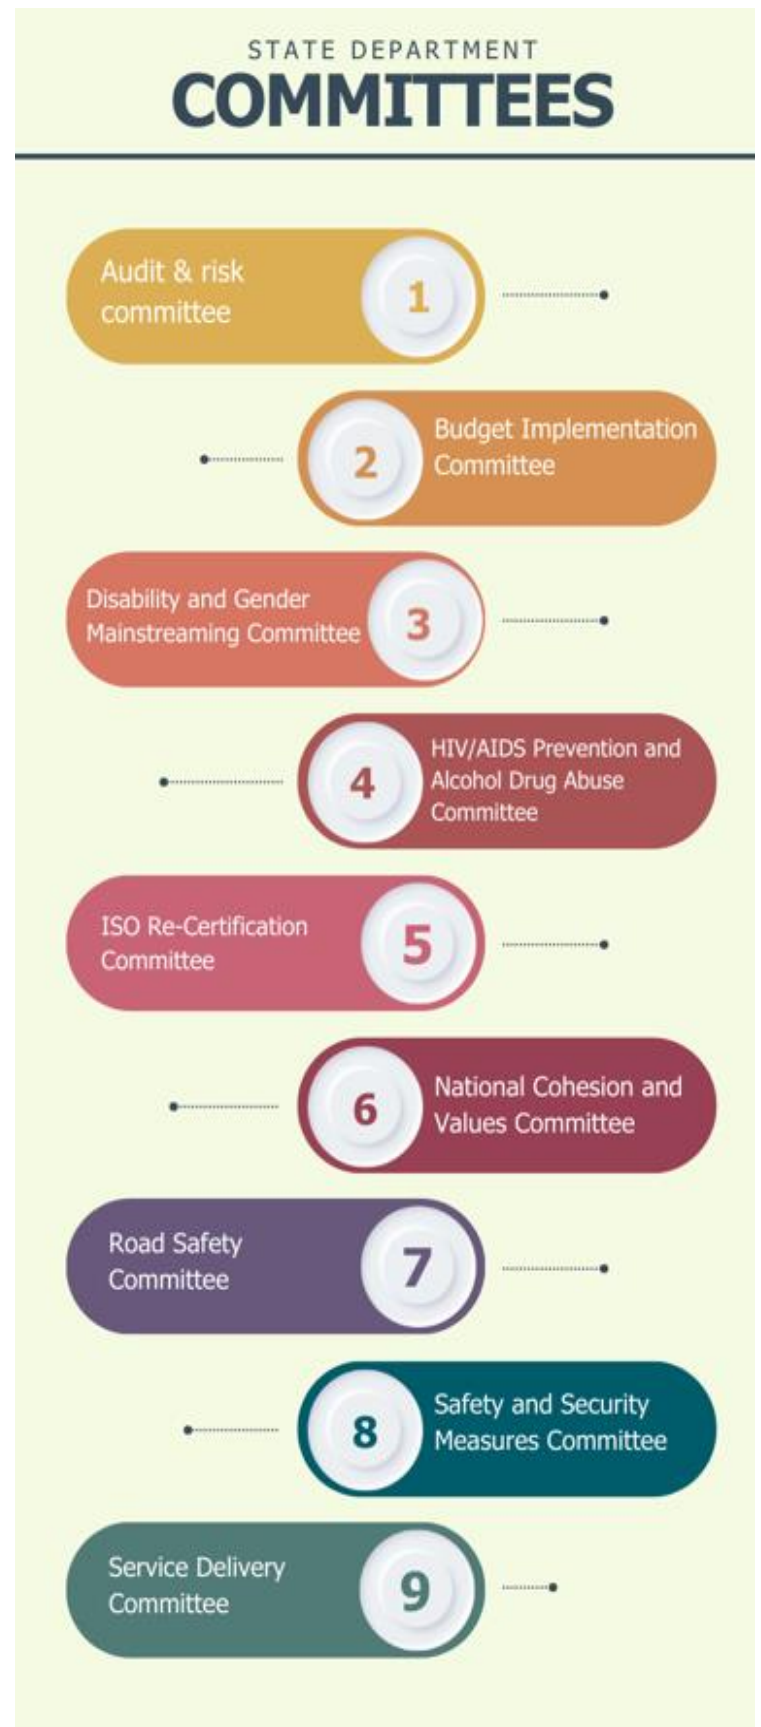 STATE DEPARTMENT
COMMITTEES
Audit & risk
committee
1
2
Budget Implementation
Committee
Disability and Gender
Mainstreaming Committee
3
4
HIV/AIDS Prevention and
Alcohol Drug Abuse
Committee
ISO Re-Certification
Committee
5
6
National Cohesion and
Values Committee
Road Safety
Committee
7
8
Safety and Security
Measures Committee
Service Delivery
Committee
9